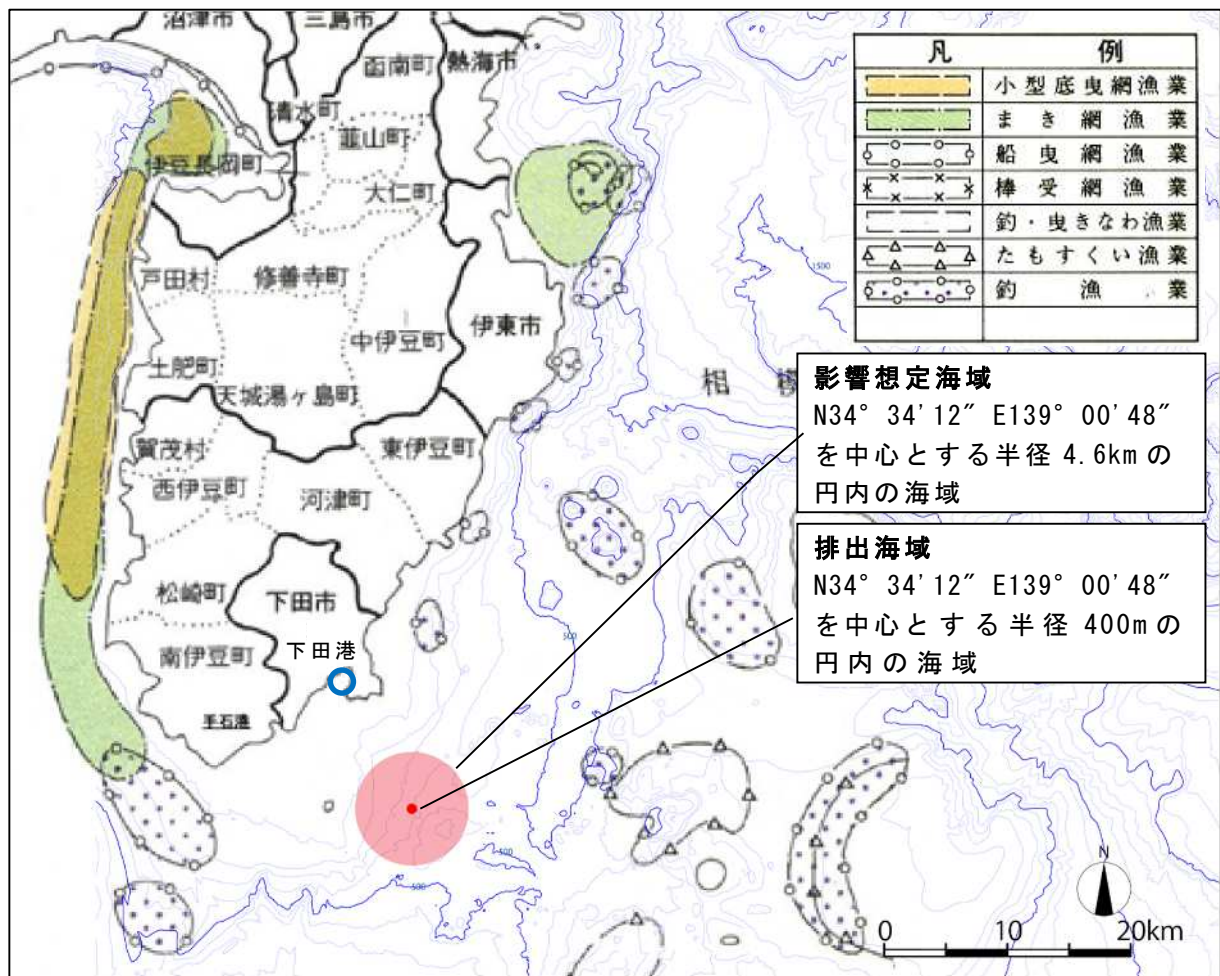 沼津市
三島市
函南町
熱海市
清水町
韮山町
伊豆長岡町
大仁町
戸田村
修善寺町
中伊豆町
伊東市
土肥町
天城湯ヶ島町
賀茂村
東伊豆町
西伊豆町
河津町
松崎町
下田市
南伊豆町
下田港
手石港
相模
1500
500
500
500
500
凡例
小型底曳網漁業
まき網漁業
船曳網漁業
棒受網漁業
釣・曳きなわ漁業
たもすくい漁業
釣漁業
影響想定海域
N34° 34'12″ E139° 00'48″
を中心とする半径 4.6kmの
円内の海域
排出海域
N34° 34'12″ E139° 00'48″
を中心とする半径 400mの
円内の海域
N
0 10 20km